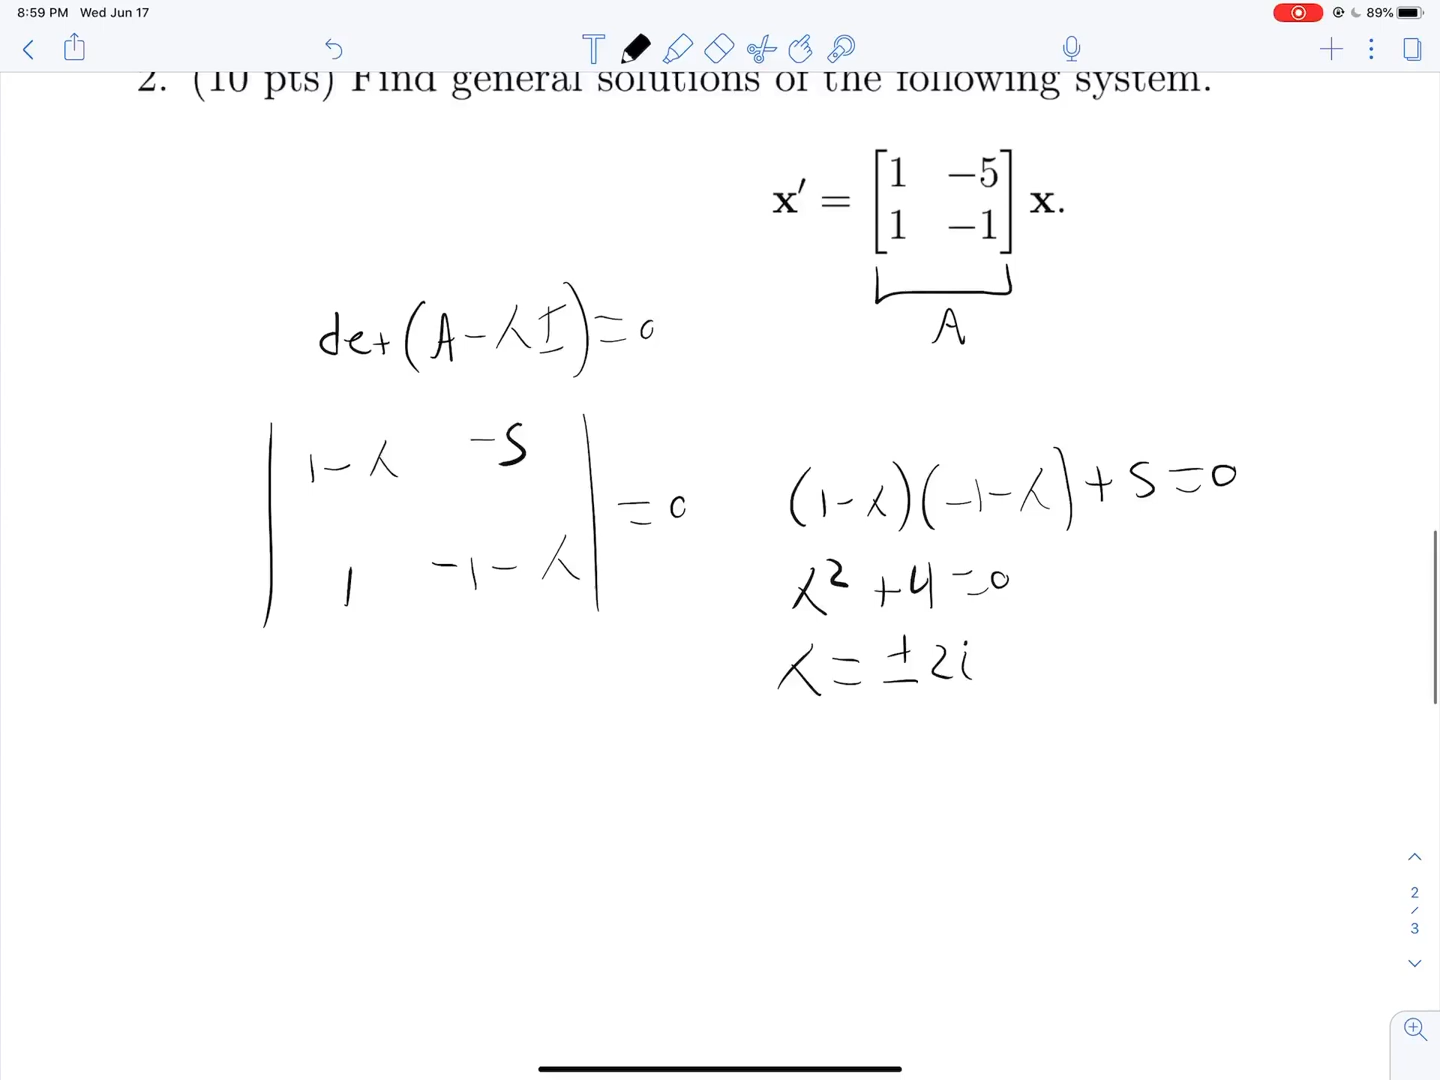 8:59 PM Wed Jun 17
89%
T
2. (10 pts) Find general solutions of the following system.
x′ = [1 −5
1 −1] x.
A
det(A−λI)=0
|1−λ −5
1 −1−λ| =0
(1−λ)(−1−λ)+5=0
λ²+4=0
λ=±2i
2
/
3